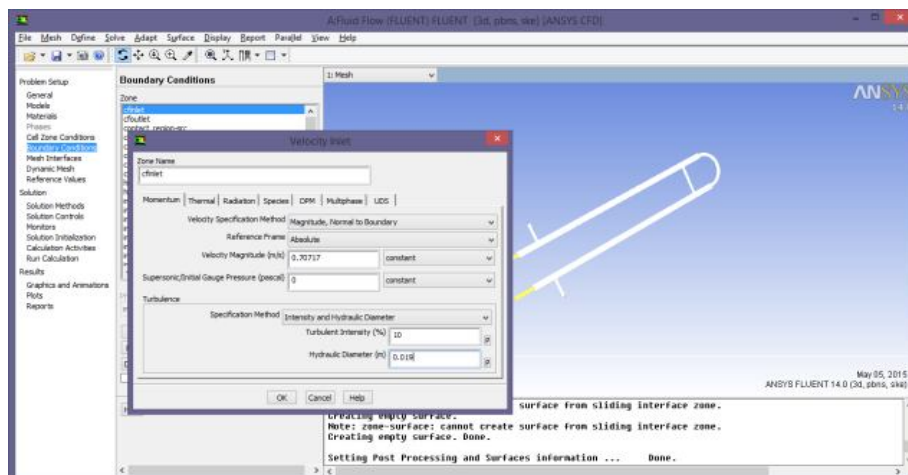 A:Fluid Flow (FLUENT) FLUENT [3d, pbns, ske] [ANSYS CFD]
File Mesh Define Solve Adapt Surface Display Report Parallel View Help
Problem Setup
General
Models
Materials
Phases
Cell Zone Conditions
Boundary Conditions
Mesh Interfaces
Dynamic Mesh
Reference Values
Solution
Solution Methods
Solution Controls
Monitors
Solution Initialization
Calculation Activities
Run Calculation
Results
Graphics and Animations
Plots
Reports
Boundary Conditions
Zone
cfinlet
cfoutlet
contact_region-src
1: Mesh
ANSYS
Velocity Inlet
Zone Name
cfinlet
Momentum Thermal Radiation Species DPM Multiphase UDS
Velocity Specification Method Magnitude, Normal to Boundary
Reference Frame Absolute
Velocity Magnitude (m/s) 0.70717 constant
Supersonic/Initial Gauge Pressure (pascal) 0 constant
Turbulence
Specification Method Intensity and Hydraulic Diameter
Turbulent Intensity (%) 10
Hydraulic Diameter (m) 0.019
OK Cancel Help
May 05, 2015
ANSYS FLUENT 14.0 (3d, pbns, ske)
surface from sliding interface zone.
Creating empty surface.
Note: zone-surface: cannot create surface from sliding interface zone.
Creating empty surface. Done.
Setting Post Processing and Surfaces information ... Done.